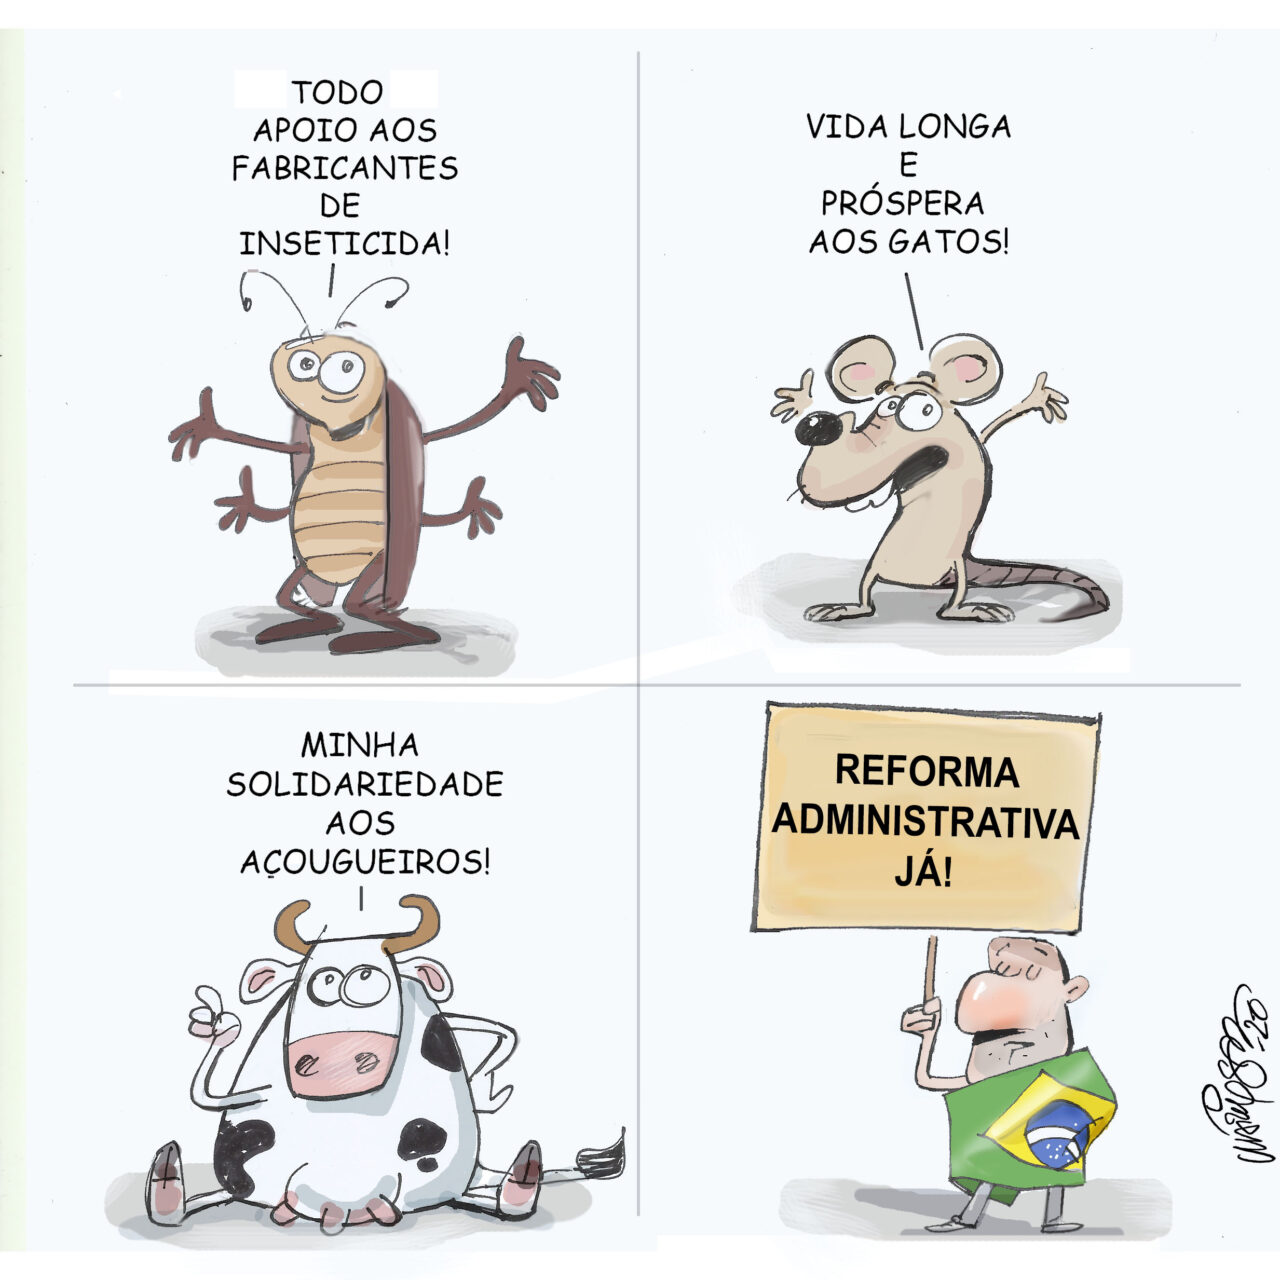 TODO
APOIO AOS
FABRICANTES
DE
INSETICIDA!
VIDA LONGA
E
PRÓSPERA
AOS GATOS!
MINHA
SOLIDARIEDADE
AOS
AÇOUGUEIROS!
REFORMA
ADMINISTRATIVA
JÁ!